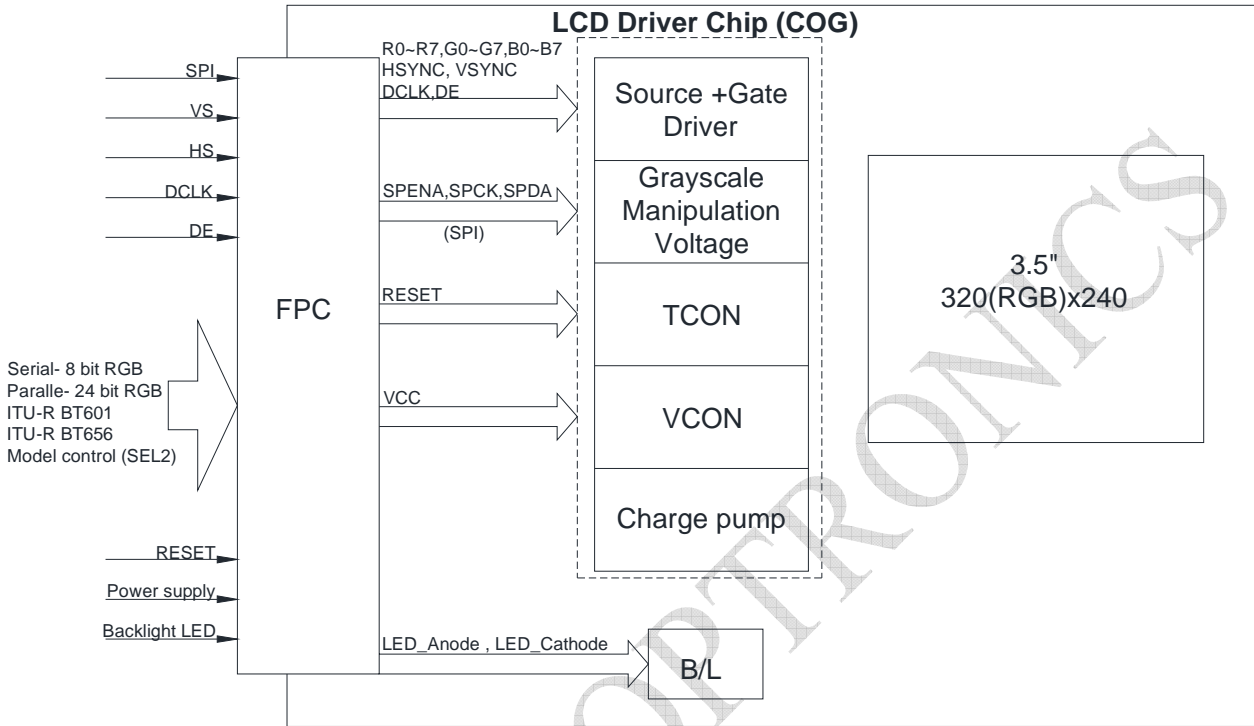 LCD Driver Chip (COG)
R0~R7,G0~G7,B0~B7
HSYNC, VSYNC
DCLK,DE
SPI
VS
HS
DCLK
DE
SPENA,SPCK,SPDA
(SPI)
RESET
VCC
FPC
Serial- 8 bit RGB
Paralle- 24 bit RGB
ITU-R BT601
ITU-R BT656
Model control (SEL2)
RESET
Power supply
Backlight LED
LED_Anode , LED_Cathode
B/L
Source +Gate
Driver
Grayscale
Manipulation
Voltage
TCON
VCON
Charge pump
3.5"
320(RGB)x240
OPTRONICS